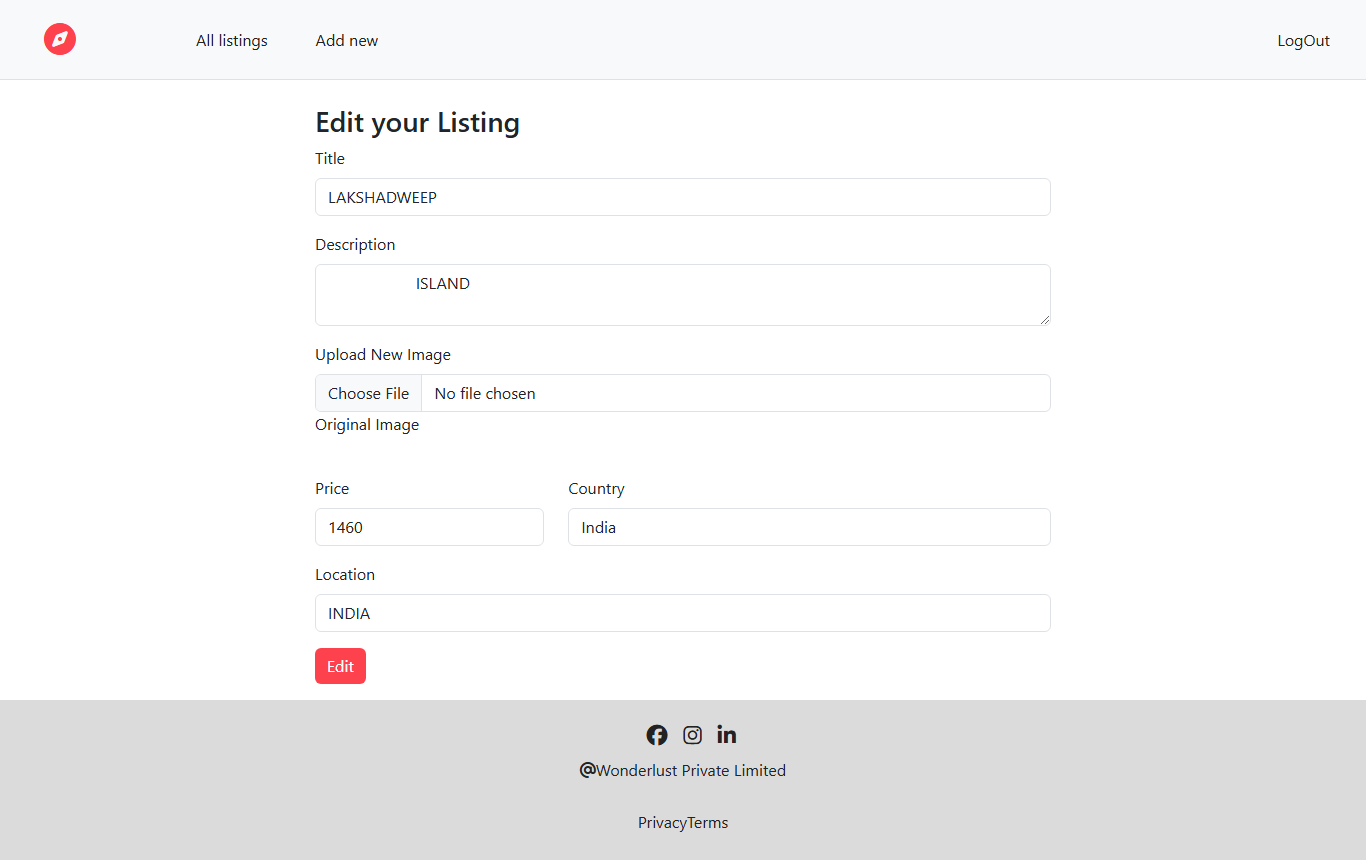 All listings Add new LogOut
Edit your Listing
Title
LAKSHADWEEP
Description
ISLAND
Upload New Image
Choose File No file chosen
Original Image
Price Country
1460 India
Location
INDIA
Edit
@Wonderlust Private Limited
PrivacyTerms